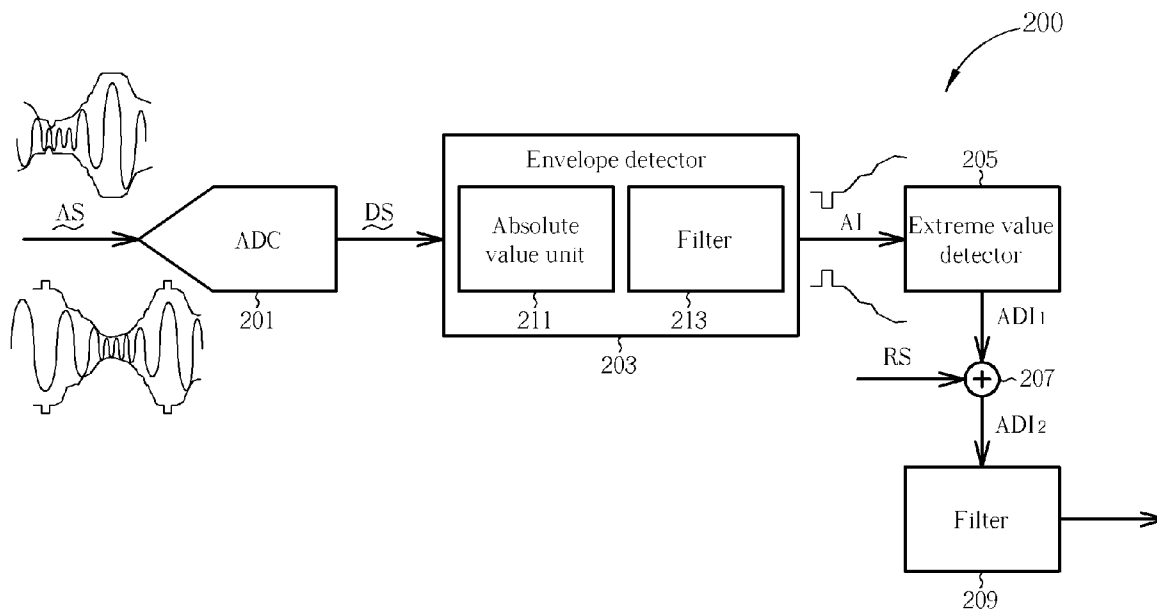 200
Envelope detector
205
AS
ADC
DS
Absolute
value unit
Filter
AI
Extreme value
detector
201
211
213
203
ADI1
RS
207
ADI2
Filter
209